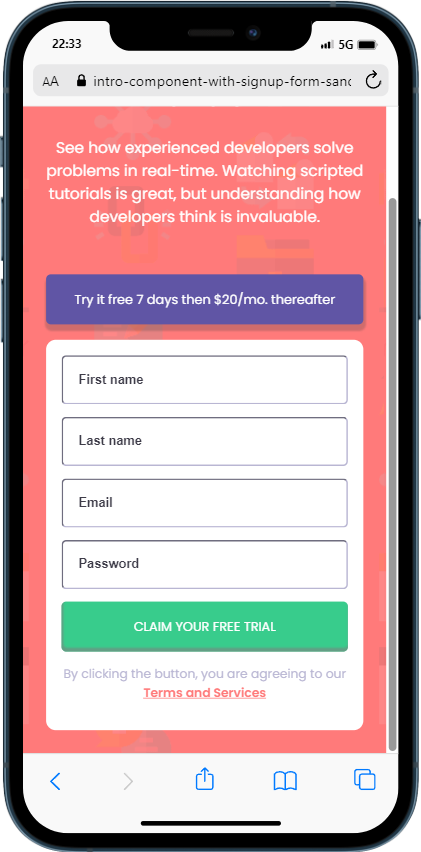 22:33
5G
AA intro-component-with-signup-form-sand
See how experienced developers solve
problems in real-time. Watching scripted
tutorials is great, but understanding how
developers think is invaluable.
Try it free 7 days then $20/mo. thereafter
First name
Last name
Email
Password
CLAIM YOUR FREE TRIAL
By clicking the button, you are agreeing to our
Terms and Services